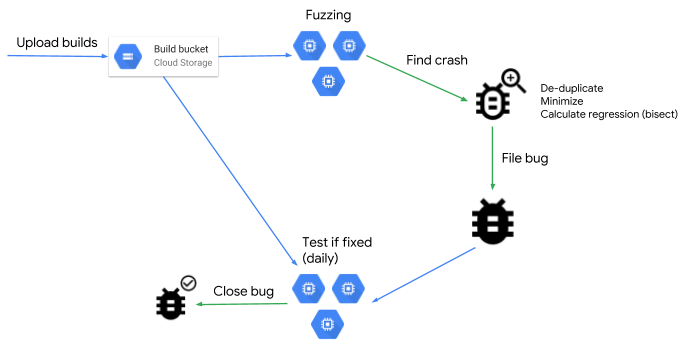 Fuzzing
Upload builds
Build bucket
Cloud Storage
Find crash
De-duplicate
Minimize
Calculate regression (bisect)
File bug
Test if fixed
(daily)
Close bug